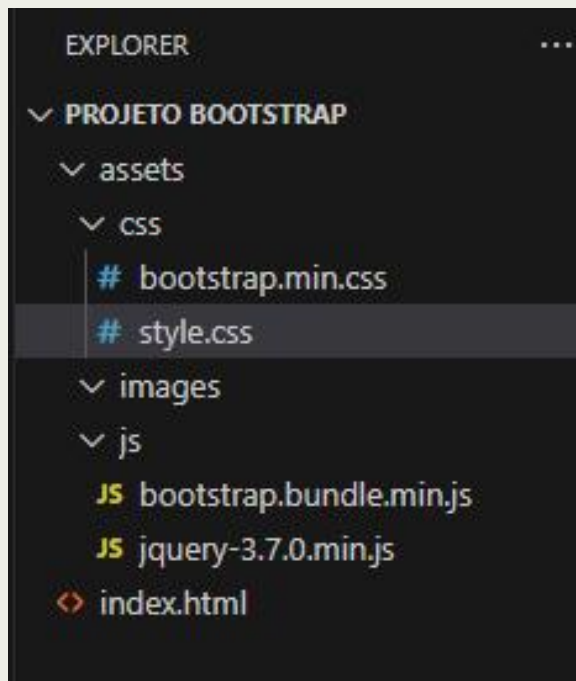 EXPLORER ...
PROJETO BOOTSTRAP
assets
css
# bootstrap.min.css
# style.css
images
js
JS bootstrap.bundle.min.js
JS jquery-3.7.0.min.js
<> index.html